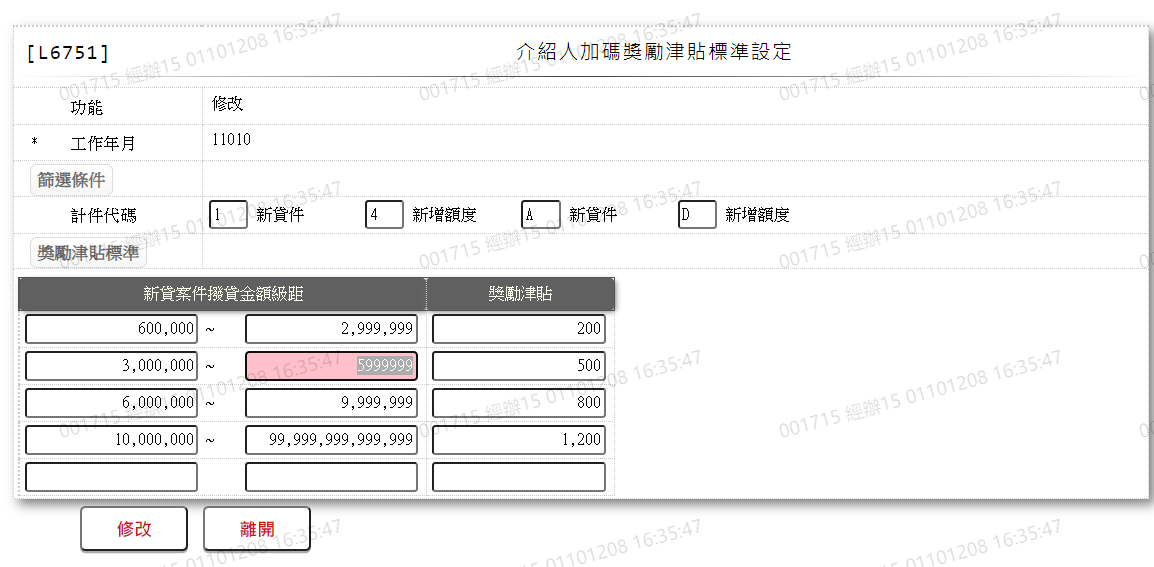 [L6751] 介紹人加碼獎勵津貼標準設定
功能 修改
* 工作年月 11010
篩選條件
計件代碼 1 新貸件 4 新增額度 A 新貸件 D 新增額度
獎勵津貼標準
新貸案件撥貸金額級距 獎勵津貼
600,000 ~ 2,999,999 200
3,000,000 ~ 5999999 500
6,000,000 ~ 9,999,999 800
10,000,000 ~ 99,999,999,999,999 1,200
修改 離開
001715 經辦15 01101208 16:35:47